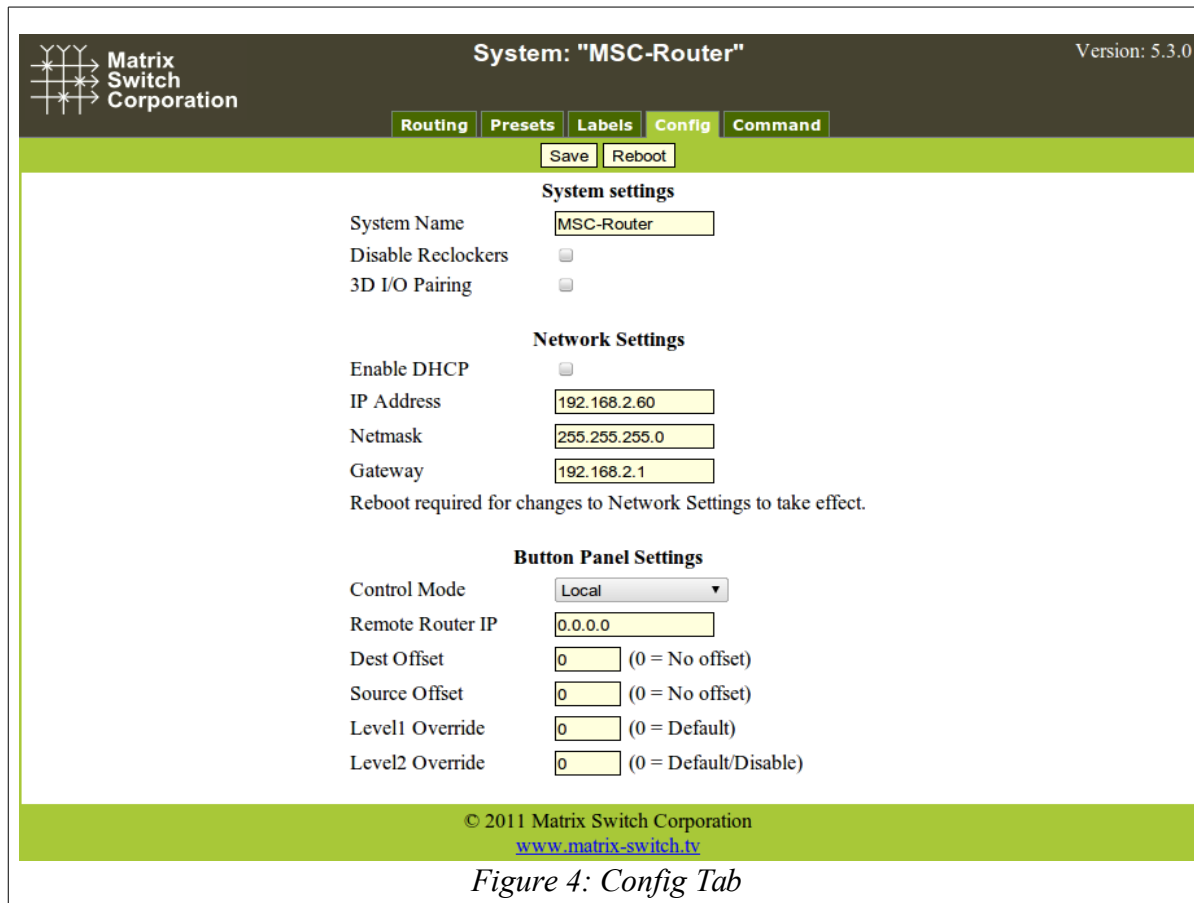 Matrix
Switch
Corporation
System: "MSC-Router"
Version: 5.3.0
Routing Presets Labels Config Command
Save Reboot
System settings
System Name MSC-Router
Disable Reclockers
3D I/O Pairing
Network Settings
Enable DHCP
IP Address 192.168.2.60
Netmask 255.255.255.0
Gateway 192.168.2.1
Reboot required for changes to Network Settings to take effect.
Button Panel Settings
Control Mode Local
Remote Router IP 0.0.0.0
Dest Offset 0 (0 = No offset)
Source Offset 0 (0 = No offset)
Level1 Override 0 (0 = Default)
Level2 Override 0 (0 = Default/Disable)
© 2011 Matrix Switch Corporation
www.matrix-switch.tv
Figure 4: Config Tab